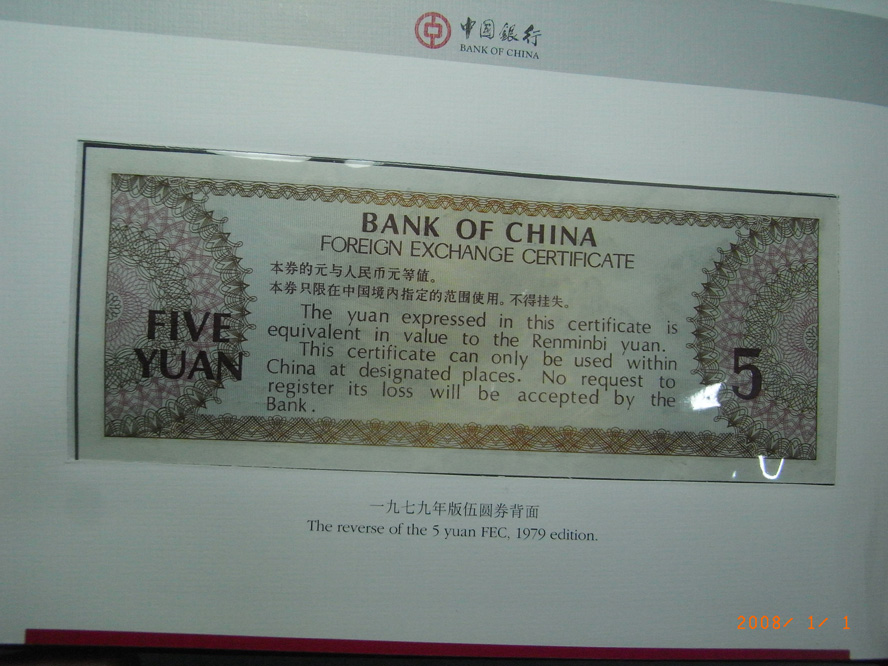 中国銀行
BANK OF CHINA
BANK OF CHINA
FOREIGN EXCHANGE CERTIFICATE
本券的元与人民币元等值。
本券只限在中国境内指定的范围使用。不得挂失。
The yuan expressed in this certificate is
equivalent in value to the Renminbi yuan.
This certificate can only be used within
China at designated places. No request to
register its loss will be accepted by the
Bank.
FIVE
YUAN
5
一九七九年版伍圆券背面
The reverse of the 5 yuan FEC, 1979 edition.
2008/ 1/ 1